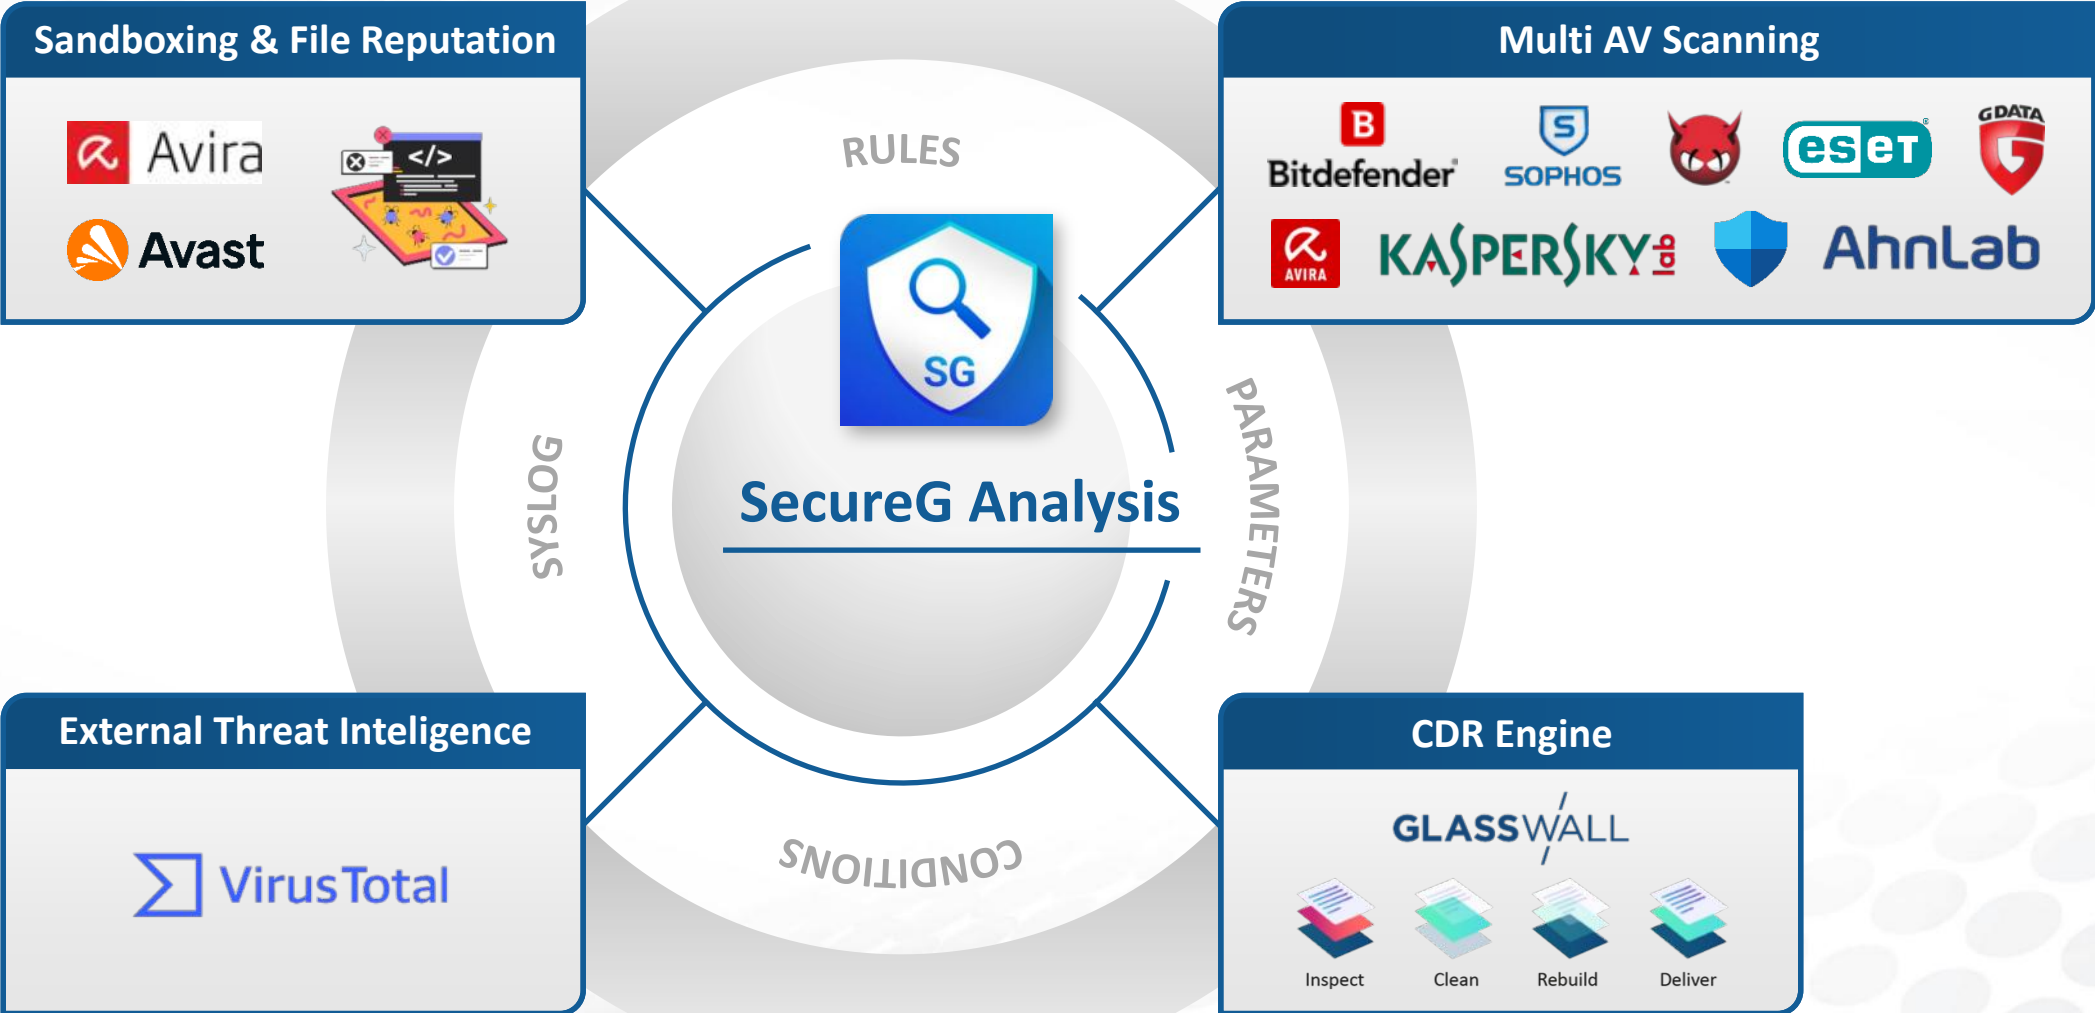 Sandboxing & File Reputation
Avira
</>
Avast
Multi AV Scanning
B
Bitdefender®
S
SOPHOS
eseT®
G DATA
G
AVIRA
KASPERSKY lab
AhnLab
RULES
PARAMETERS
CONDITIONS
SYSLOG
SG
SecureG Analysis
External Threat Inteligence
VirusTotal
CDR Engine
GLASSWALL
Inspect
Clean
Rebuild
Deliver